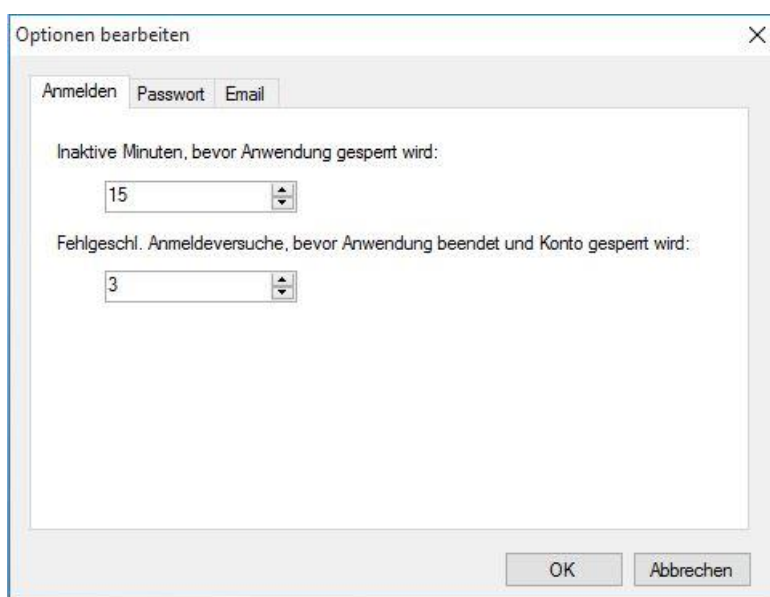 Optionen bearbeiten
Anmelden Passwort Email
Inaktive Minuten, bevor Anwendung gesperrt wird:
15
Fehlgeschl. Anmeldeversuche, bevor Anwendung beendet und Konto gesperrt wird:
3
OK Abbrechen